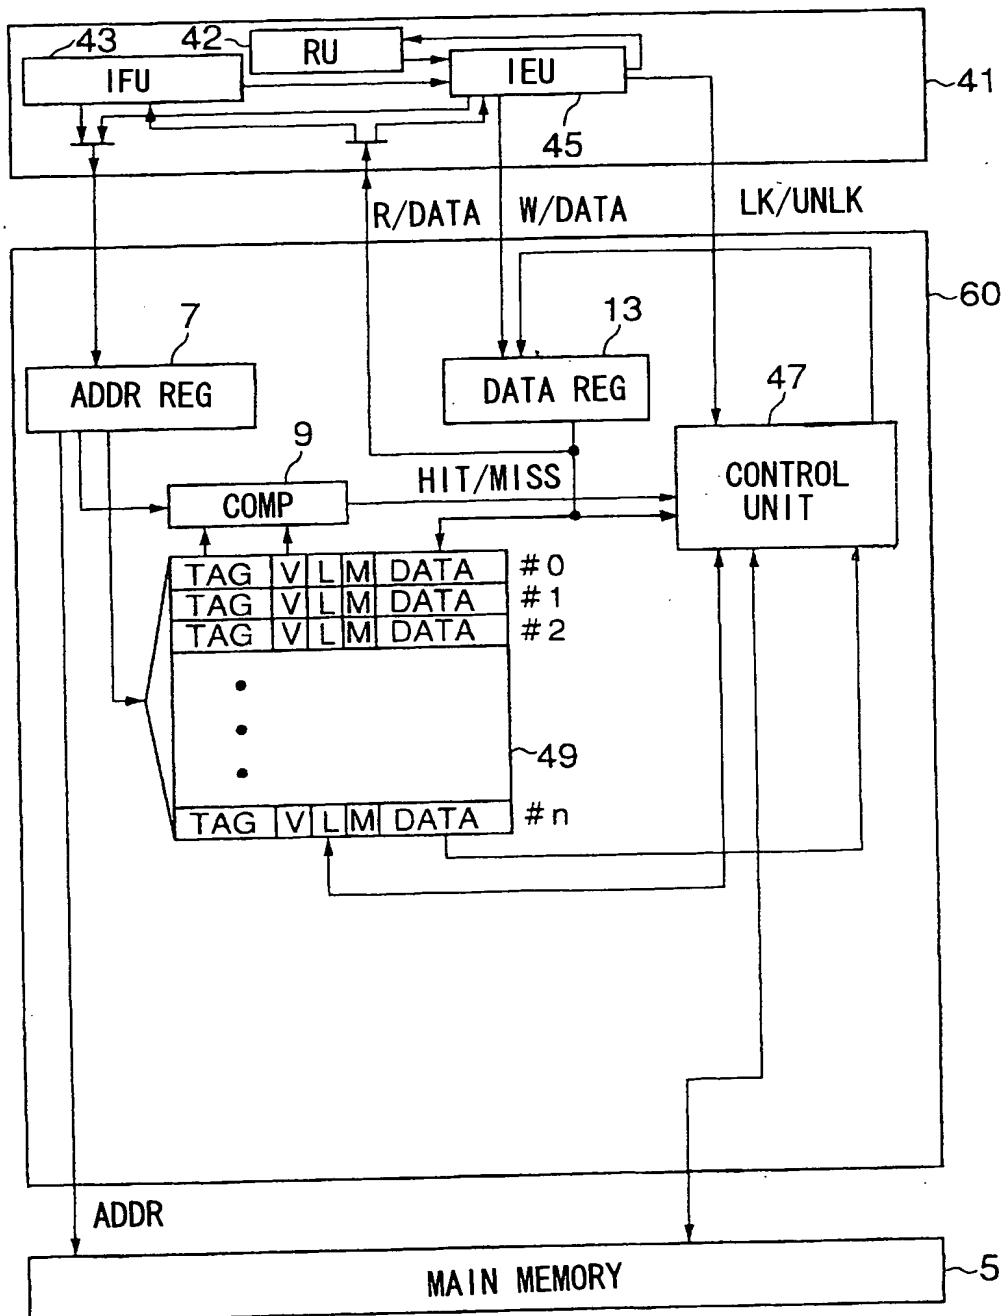 43
42
RU
IFU
IEU
41
45
R/DATA
W/DATA
LK/UNLK
60
7
13
ADDR REG
DATA REG
47
9
HIT/MISS
COMP
CONTROL UNIT
TAG V L M DATA #0
TAG V L M DATA #1
TAG V L M DATA #2
49
TAG V L M DATA #n
ADDR
MAIN MEMORY
5